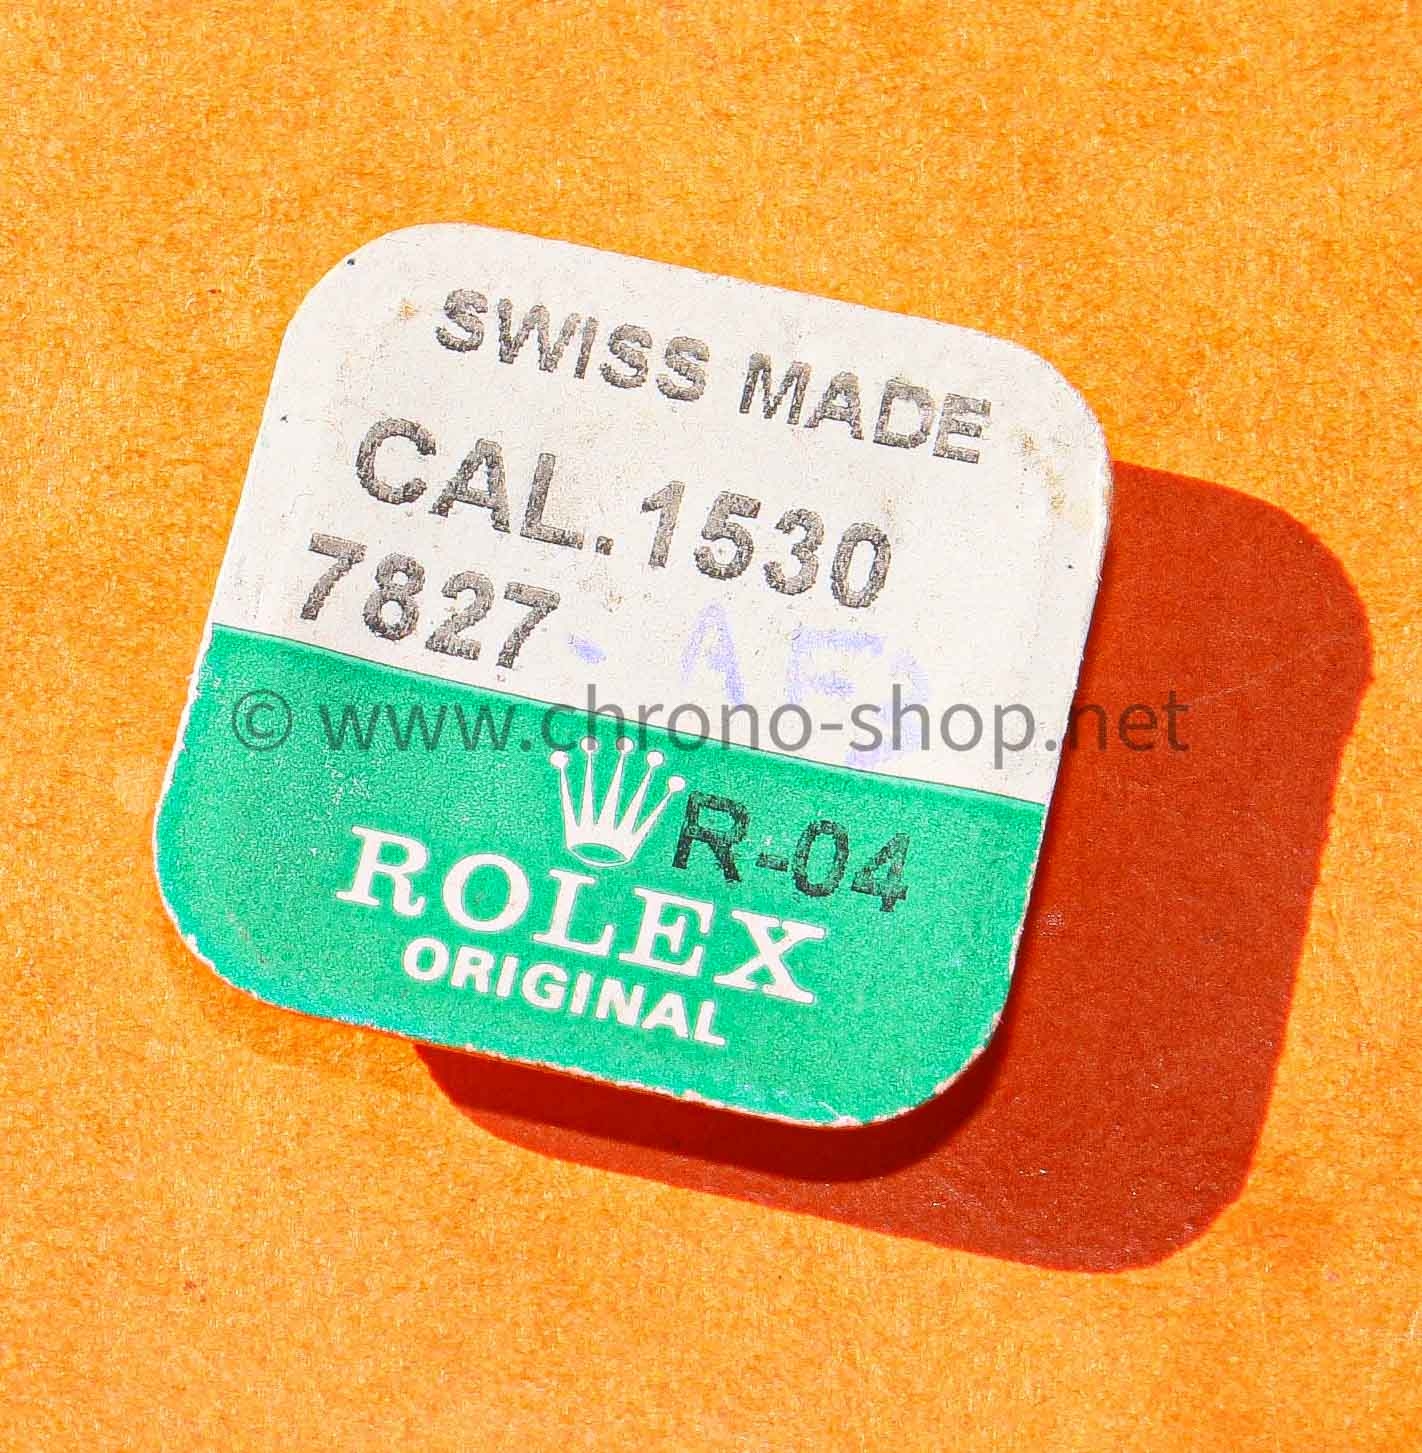 SWISS MADE
CAL.1530
7827
© www.chrono-shop.net
R-04
ROLEX
ORIGINAL